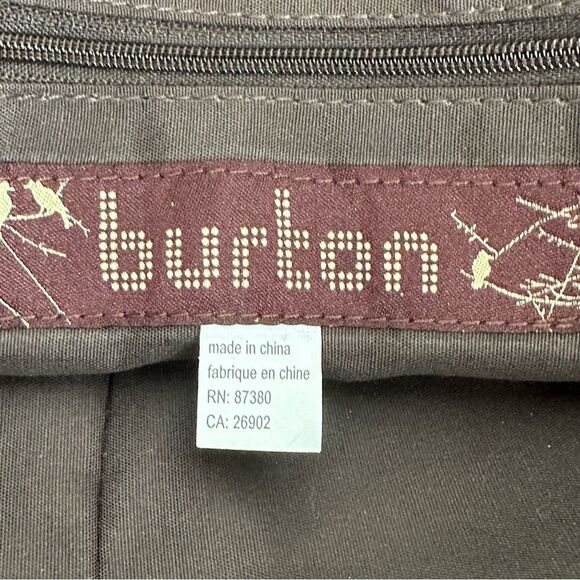 burton
made in china
fabrique en chine
RN: 87380
CA: 26902